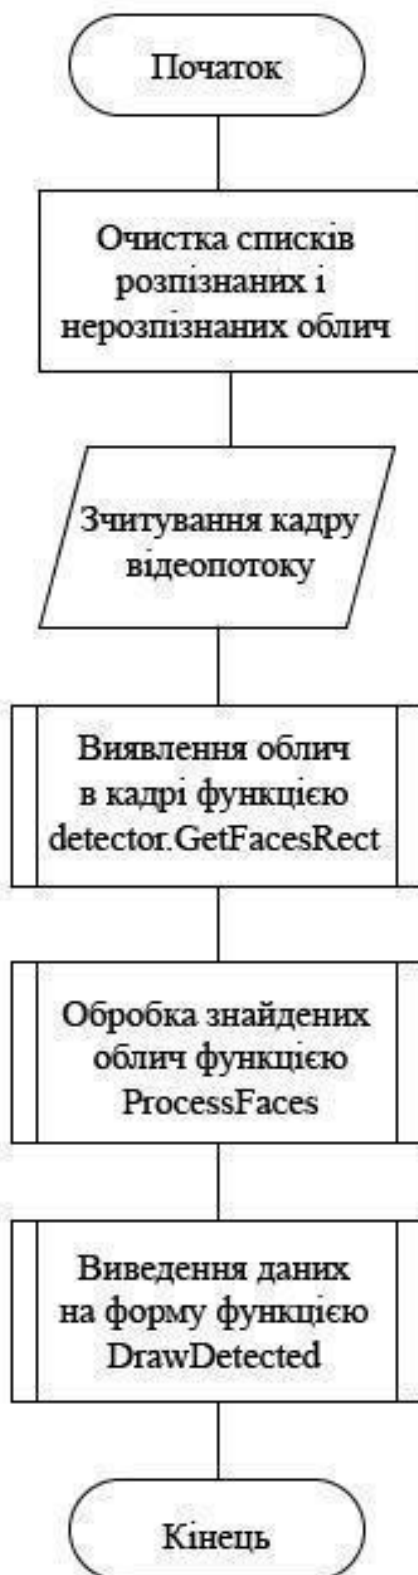 Початок
Очистка списків
розпізнаних і
нерозпізнаних облич
Зчитування кадру
відеопотоку
Виявлення облич
в кадрі функцією
detector.GetFacesRect
Обробка знайдених
облич функцією
ProcessFaces
Виведення даних
на форму функцією
DrawDetected
Кінець